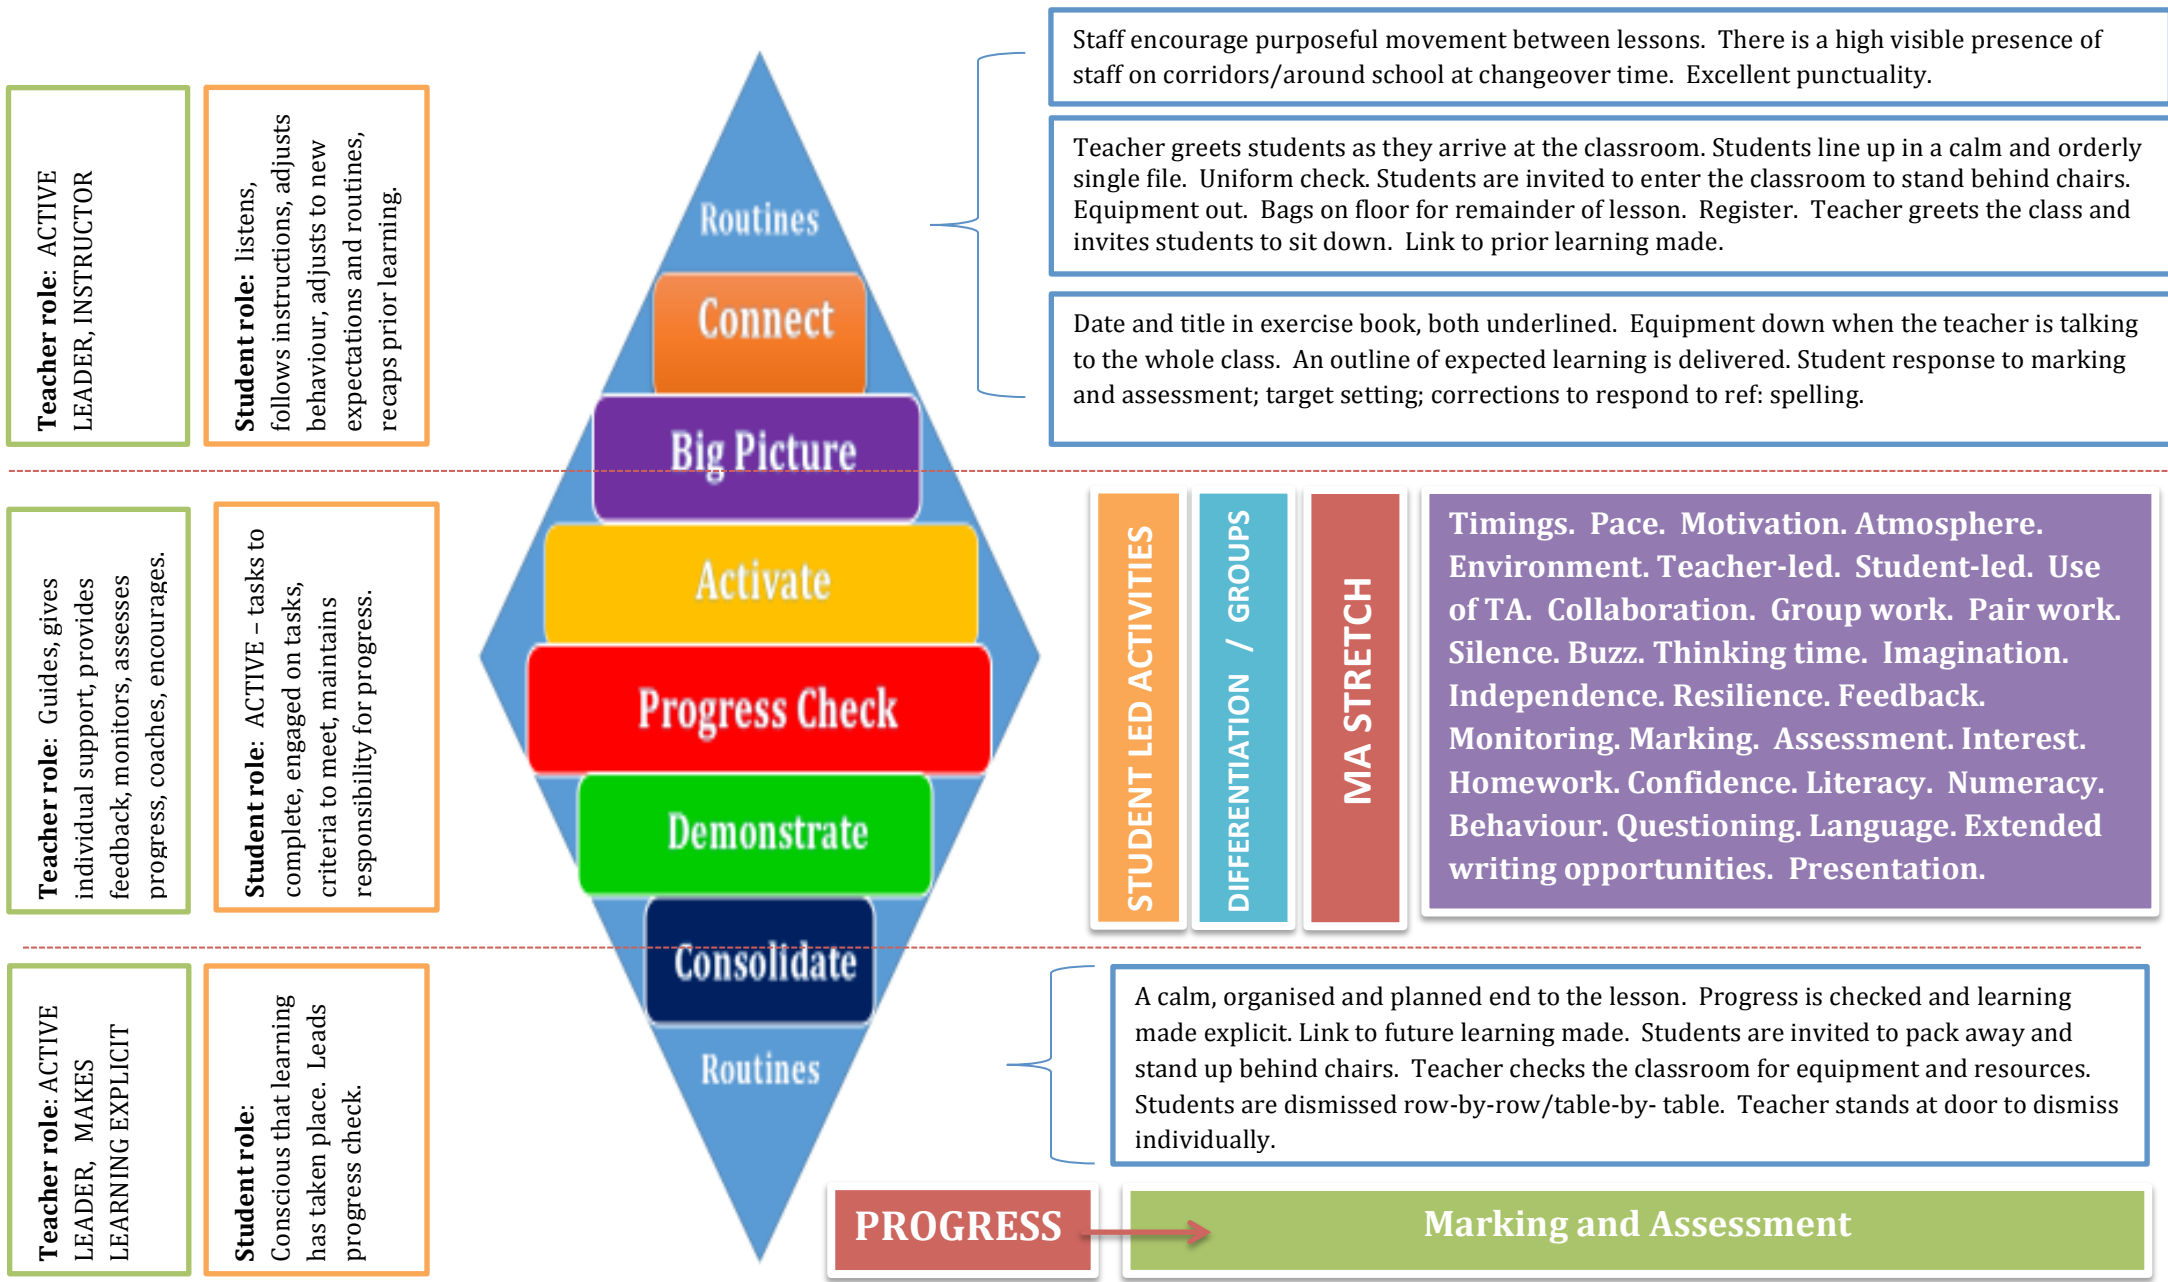 Teacher role: ACTIVE
LEADER, INSTRUCTOR
Student role: listens,
follows instructions, adjusts
behaviour, adjusts to new
expectations and routines,
recaps prior learning.
Routines
Connect
Big Picture
Staff encourage purposeful movement between lessons. There is a high visible presence of
staff on corridors/around school at changeover time. Excellent punctuality.
Teacher greets students as they arrive at the classroom. Students line up in a calm and orderly
single file. Uniform check. Students are invited to enter the classroom to stand behind chairs.
Equipment out. Bags on floor for remainder of lesson. Register. Teacher greets the class and
invites students to sit down. Link to prior learning made.
Date and title in exercise book, both underlined. Equipment down when the teacher is talking
to the whole class. An outline of expected learning is delivered. Student response to marking
and assessment; target setting; corrections to respond to ref: spelling.
Teacher role: Guides, gives
individual support, provides
feedback, monitors, assesses
progress, coaches, encourages.
Student role: ACTIVE – tasks to
complete, engaged on tasks,
criteria to meet, maintains
responsibility for progress.
Activate
Progress Check
Demonstrate
STUDENT LED ACTIVITIES
DIFFERENTIATION / GROUPS
MA STRETCH
Timings. Pace. Motivation. Atmosphere.
Environment. Teacher-led. Student-led. Use
of TA. Collaboration. Group work. Pair work.
Silence. Buzz. Thinking time. Imagination.
Independence. Resilience. Feedback.
Monitoring. Marking. Assessment. Interest.
Homework. Confidence. Literacy. Numeracy.
Behaviour. Questioning. Language. Extended
writing opportunities. Presentation.
Teacher role: ACTIVE
LEADER, MAKES
LEARNING EXPLICIT
Student role:
Conscious that learning
has taken place. Leads
progress check.
Consolidate
Routines
A calm, organised and planned end to the lesson. Progress is checked and learning
made explicit. Link to future learning made. Students are invited to pack away and
stand up behind chairs. Teacher checks the classroom for equipment and resources.
Students are dismissed row-by-row/table-by- table. Teacher stands at door to dismiss
individually.
PROGRESS
Marking and Assessment